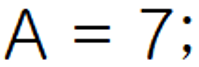 A = 7;